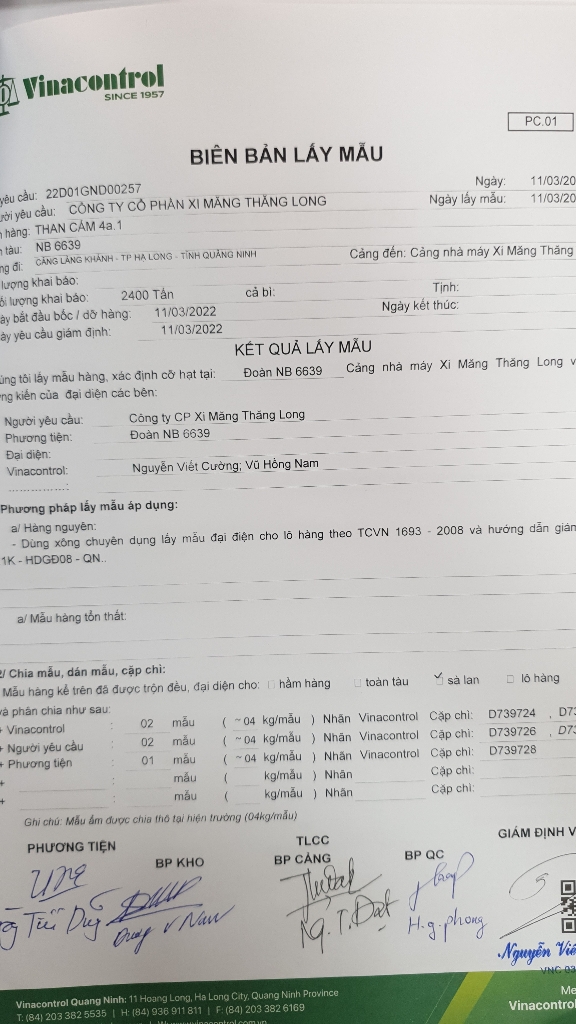 Vinacontrol
SINCE 1957
PC.01
BIÊN BẢN LẤY MẪU
yêu cầu: 22D01GND00257
Ngày: 11/03/20
ười yêu cầu: CÔNG TY CỔ PHẦN XI MĂNG THĂNG LONG
Ngày lấy mẫu: 11/03/20
hàng: THAN CÁM 4a.1
tàu: NB 6639
ng đi: CẢNG LÀNG KHÁNH - TP HẠ LONG - TỈNH QUẢNG NINH
Cảng đến: Cảng nhà máy Xi Măng Thăng
lượng khai báo:
ối lượng khai báo: 2400 Tấn cả bì: Tịnh:
ày bắt đầu bốc / dỡ hàng: 11/03/2022 Ngày kết thúc:
ày yêu cầu giám định: 11/03/2022
KẾT QUẢ LẤY MẪU
úng tôi lấy mẫu hàng, xác định cỡ hạt tại: Đoàn NB 6639 Cảng nhà máy Xi Măng Thăng Long v
ng kiến của đại diện các bên:
Người yêu cầu: Công ty CP Xi Măng Thăng Long
Phương tiện: Đoàn NB 6639
Đại diện:
Vinacontrol: Nguyễn Viết Cường; Vũ Hồng Nam
Phương pháp lấy mẫu áp dụng:
a/ Hàng nguyên:
- Dùng xông chuyên dụng lấy mẫu đại điện cho lô hàng theo TCVN 1693 - 2008 và hướng dẫn giám
1K - HDGĐ08 - QN..
a/ Mẫu hàng tổn thất:
2/ Chia mẫu, dán mẫu, cặp chì:
Mẫu hàng kể trên đã được trộn đều, đại diện cho: hầm hàng toàn tàu sà lan lô hàng
và phân chia như sau:
+ Vinacontrol : 02 mẫu ( ~ 04 kg/mẫu ) Nhãn Vinacontrol Cặp chì: D739724 , D73
+ Người yêu cầu : 02 mẫu ( ~ 04 kg/mẫu ) Nhãn Vinacontrol Cặp chì: D739726 , D73
+ Phương tiện : 01 mẫu ( ~ 04 kg/mẫu ) Nhãn Vinacontrol Cặp chì: D739728
+ : mẫu ( kg/mẫu ) Nhãn Cặp chì:
+ : mẫu ( kg/mẫu ) Nhãn Cặp chì:
Ghi chú: Mẫu ẩm được chia thô tại hiện trường (04kg/mẫu)
PHƯƠNG TIỆN
BP KHO
TLCC
BP CẢNG
BP QC
GIÁM ĐỊNH V
Ng.T.Đạt
H.g.phong
Nguyễn Viế
VNC 03
Vinacontrol Quang Ninh: 11 Hoang Long, Ha Long City, Quang Ninh Province
T: (84) 203 382 5535 | H: (84) 936 911 811 | F: (84) 203 382 6169
Vinacontrol